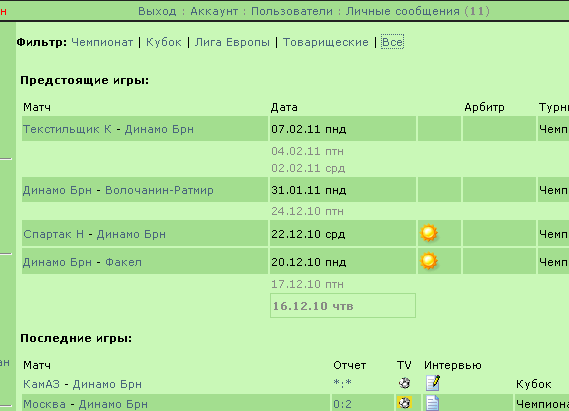 н Выход : Аккаунт : Пользователи : Личные сообщения (11)
Фильтр: Чемпионат | Кубок | Лига Европы | Товарищеские | Все
Предстоящие игры:
Матч Дата Арбитр Турни
Текстильщик К - Динамо Брн 07.02.11 пнд Чемп
04.02.11 птн
02.02.11 срд
Динамо Брн - Волочанин-Ратмир 31.01.11 пнд Чемп
24.12.10 птн
Спартак Н - Динамо Брн 22.12.10 срд Чемп
Динамо Брн - Факел 20.12.10 пнд Чемп
17.12.10 птн
16.12.10 чтв
Последние игры:
Матч Отчет TV Интервью
ан
КамАЗ - Динамо Брн *:* Кубок
Москва - Динамо Брн 0:2 Чемпиона